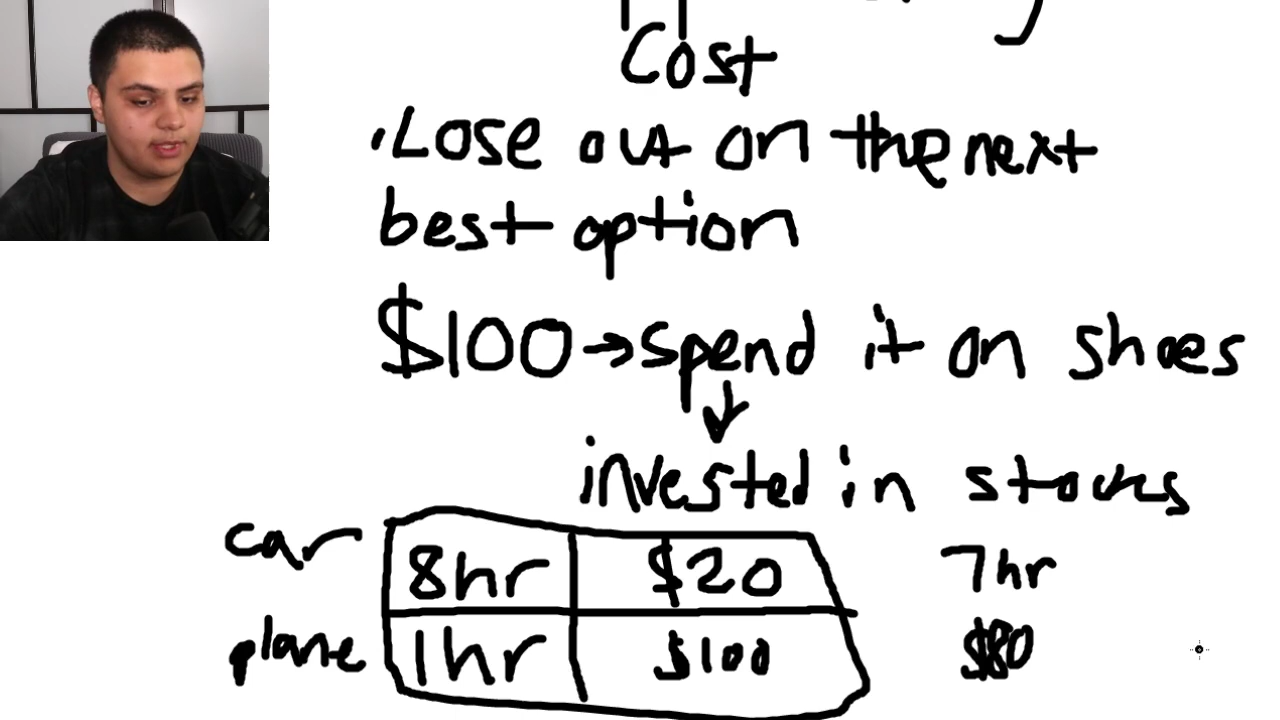 Cost
· Lose out on the next
best option
$100 → spend it on shoes
↓
invested in stocks
car 8hr $20 7hr
plane 1hr $100 $80